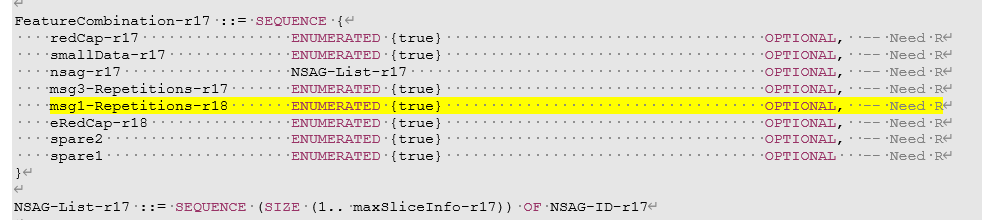 FeatureCombination-r17 ::= SEQUENCE {
redCap-r17 ENUMERATED {true} OPTIONAL, -- Need R
smallData-r17 ENUMERATED {true} OPTIONAL, -- Need R
nsag-r17 NSAG-List-r17 OPTIONAL, -- Need R
msg3-Repetitions-r17 ENUMERATED {true} OPTIONAL, -- Need R
msg1-Repetitions-r18 ENUMERATED {true} OPTIONAL, -- Need R
eRedCap-r18 ENUMERATED {true} OPTIONAL, -- Need R
spare2 ENUMERATED {true} OPTIONAL, -- Need R
spare1 ENUMERATED {true} OPTIONAL -- Need R
}
NSAG-List-r17 ::= SEQUENCE (SIZE (1.. maxSliceInfo-r17)) OF NSAG-ID-r17